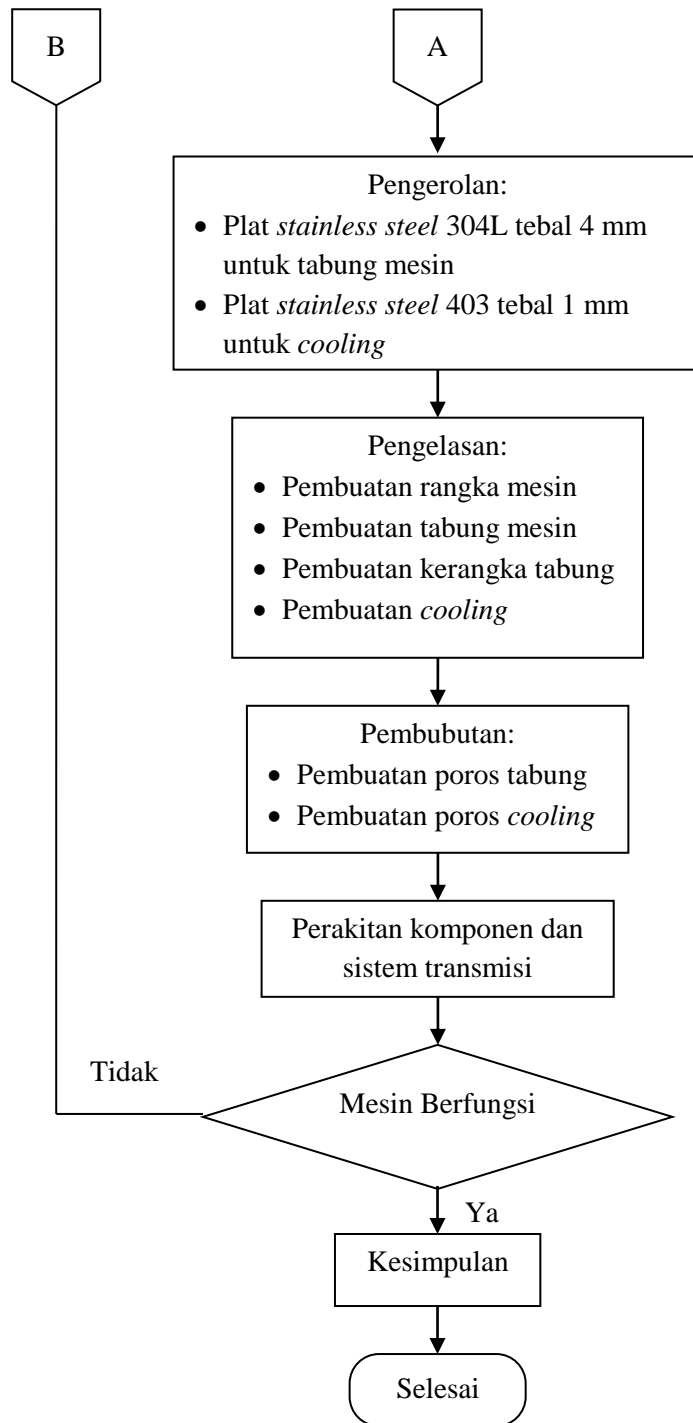 B
A
Pengerolan:
• Plat stainless steel 304L tebal 4 mm
untuk tabung mesin
• Plat stainless steel 403 tebal 1 mm
untuk cooling
Pengelasan:
• Pembuatan rangka mesin
• Pembuatan tabung mesin
• Pembuatan kerangka tabung
• Pembuatan cooling
Pembubutan:
• Pembuatan poros tabung
• Pembuatan poros cooling
Perakitan komponen dan
sistem transmisi
Tidak
Mesin Berfungsi
Ya
Kesimpulan
Selesai